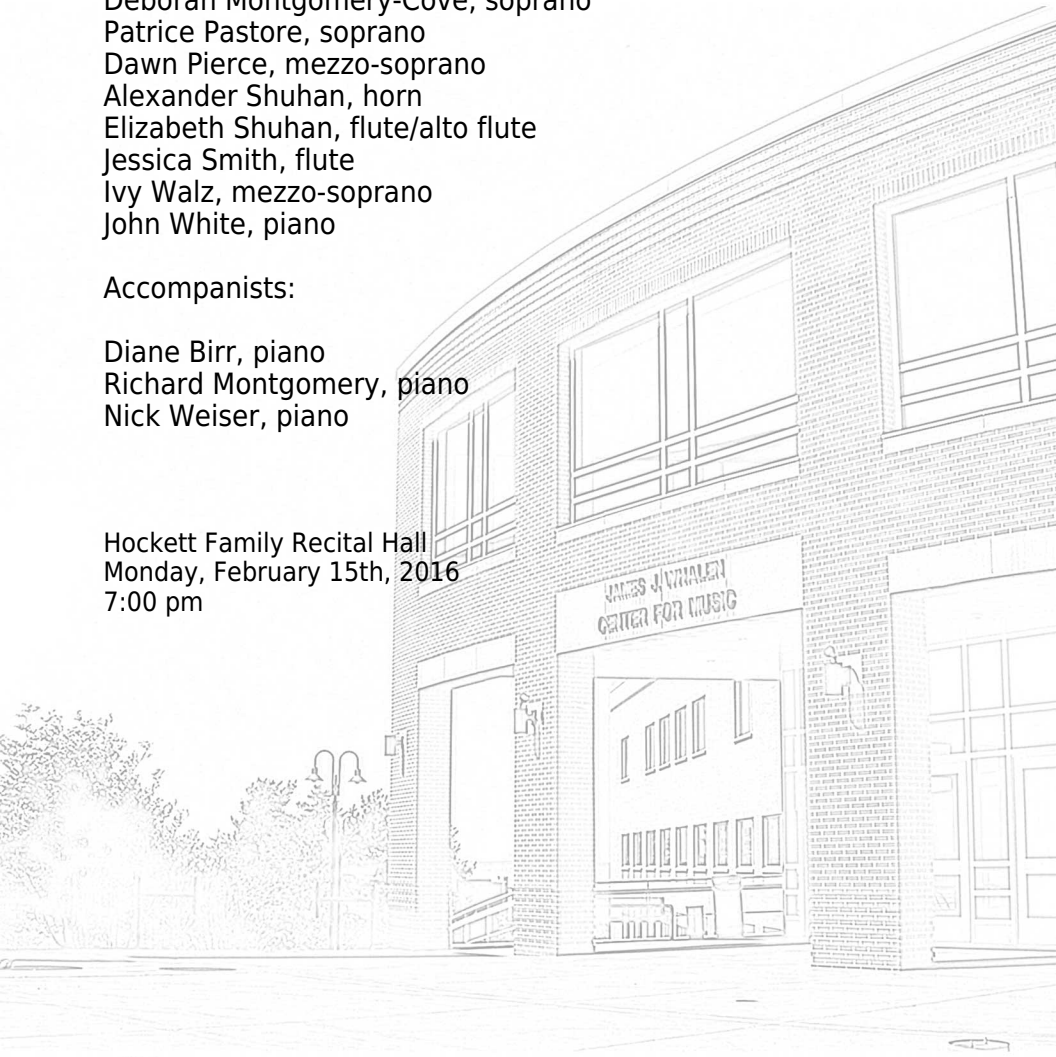 Deborah Montgomery-Cove, soprano
Patrice Pastore, soprano
Dawn Pierce, mezzo-soprano
Alexander Shuhan, horn
Elizabeth Shuhan, flute/alto flute
Jessica Smith, flute
Ivy Walz, mezzo-soprano
John White, piano
Accompanists:
Diane Birr, piano
Richard Montgomery, piano
Nick Weiser, piano
Hockett Family Recital Hall
Monday, February 15th, 2016
7:00 pm
JAMES J. WHALEN
CENTER FOR MUSIC